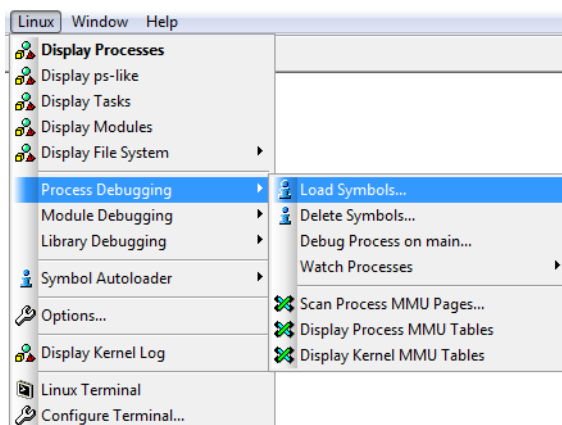 Linux Window Help
Display Processes
Display ps-like
Display Tasks
Display Modules
Display File System
Process Debugging
Module Debugging
Library Debugging
Symbol Autoloader
Options...
Display Kernel Log
Linux Terminal
Configure Terminal...
Load Symbols...
Delete Symbols...
Debug Process on main...
Watch Processes
Scan Process MMU Pages...
Display Process MMU Tables
Display Kernel MMU Tables